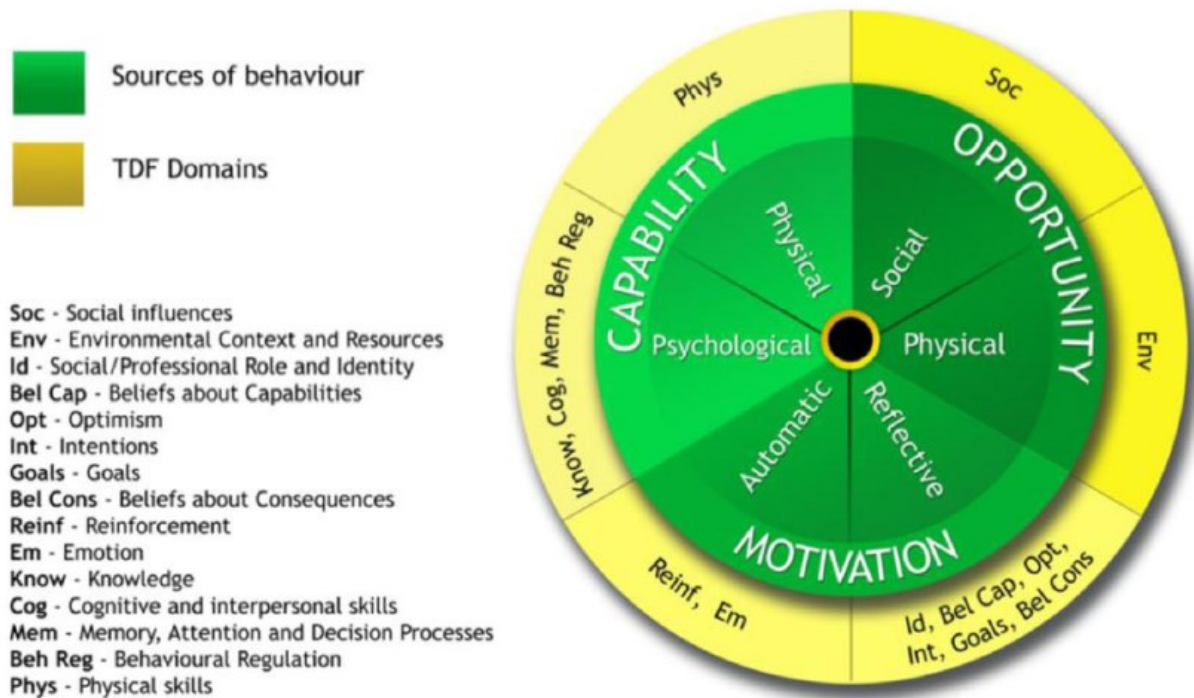 Sources of behaviour
TDF Domains
Soc - Social influences
Env - Environmental Context and Resources
Id - Social/Professional Role and Identity
Bel Cap - Beliefs about Capabilities
Opt - Optimism
Int - Intentions
Goals - Goals
Bel Cons - Beliefs about Consequences
Reinf - Reinforcement
Em - Emotion
Know - Knowledge
Cog - Cognitive and interpersonal skills
Mem - Memory, Attention and Decision Processes
Beh Reg - Behavioural Regulation
Phys - Physical skills
Phys
Soc
Env
Id, Bel Cap, Opt,
Int, Goals, Bel Cons
Reinf, Em
Know, Cog, Mem, Beh Reg
CAPABILITY
OPPORTUNITY
MOTIVATION
Physical
Social
Physical
Reflective
Automatic
Psychological